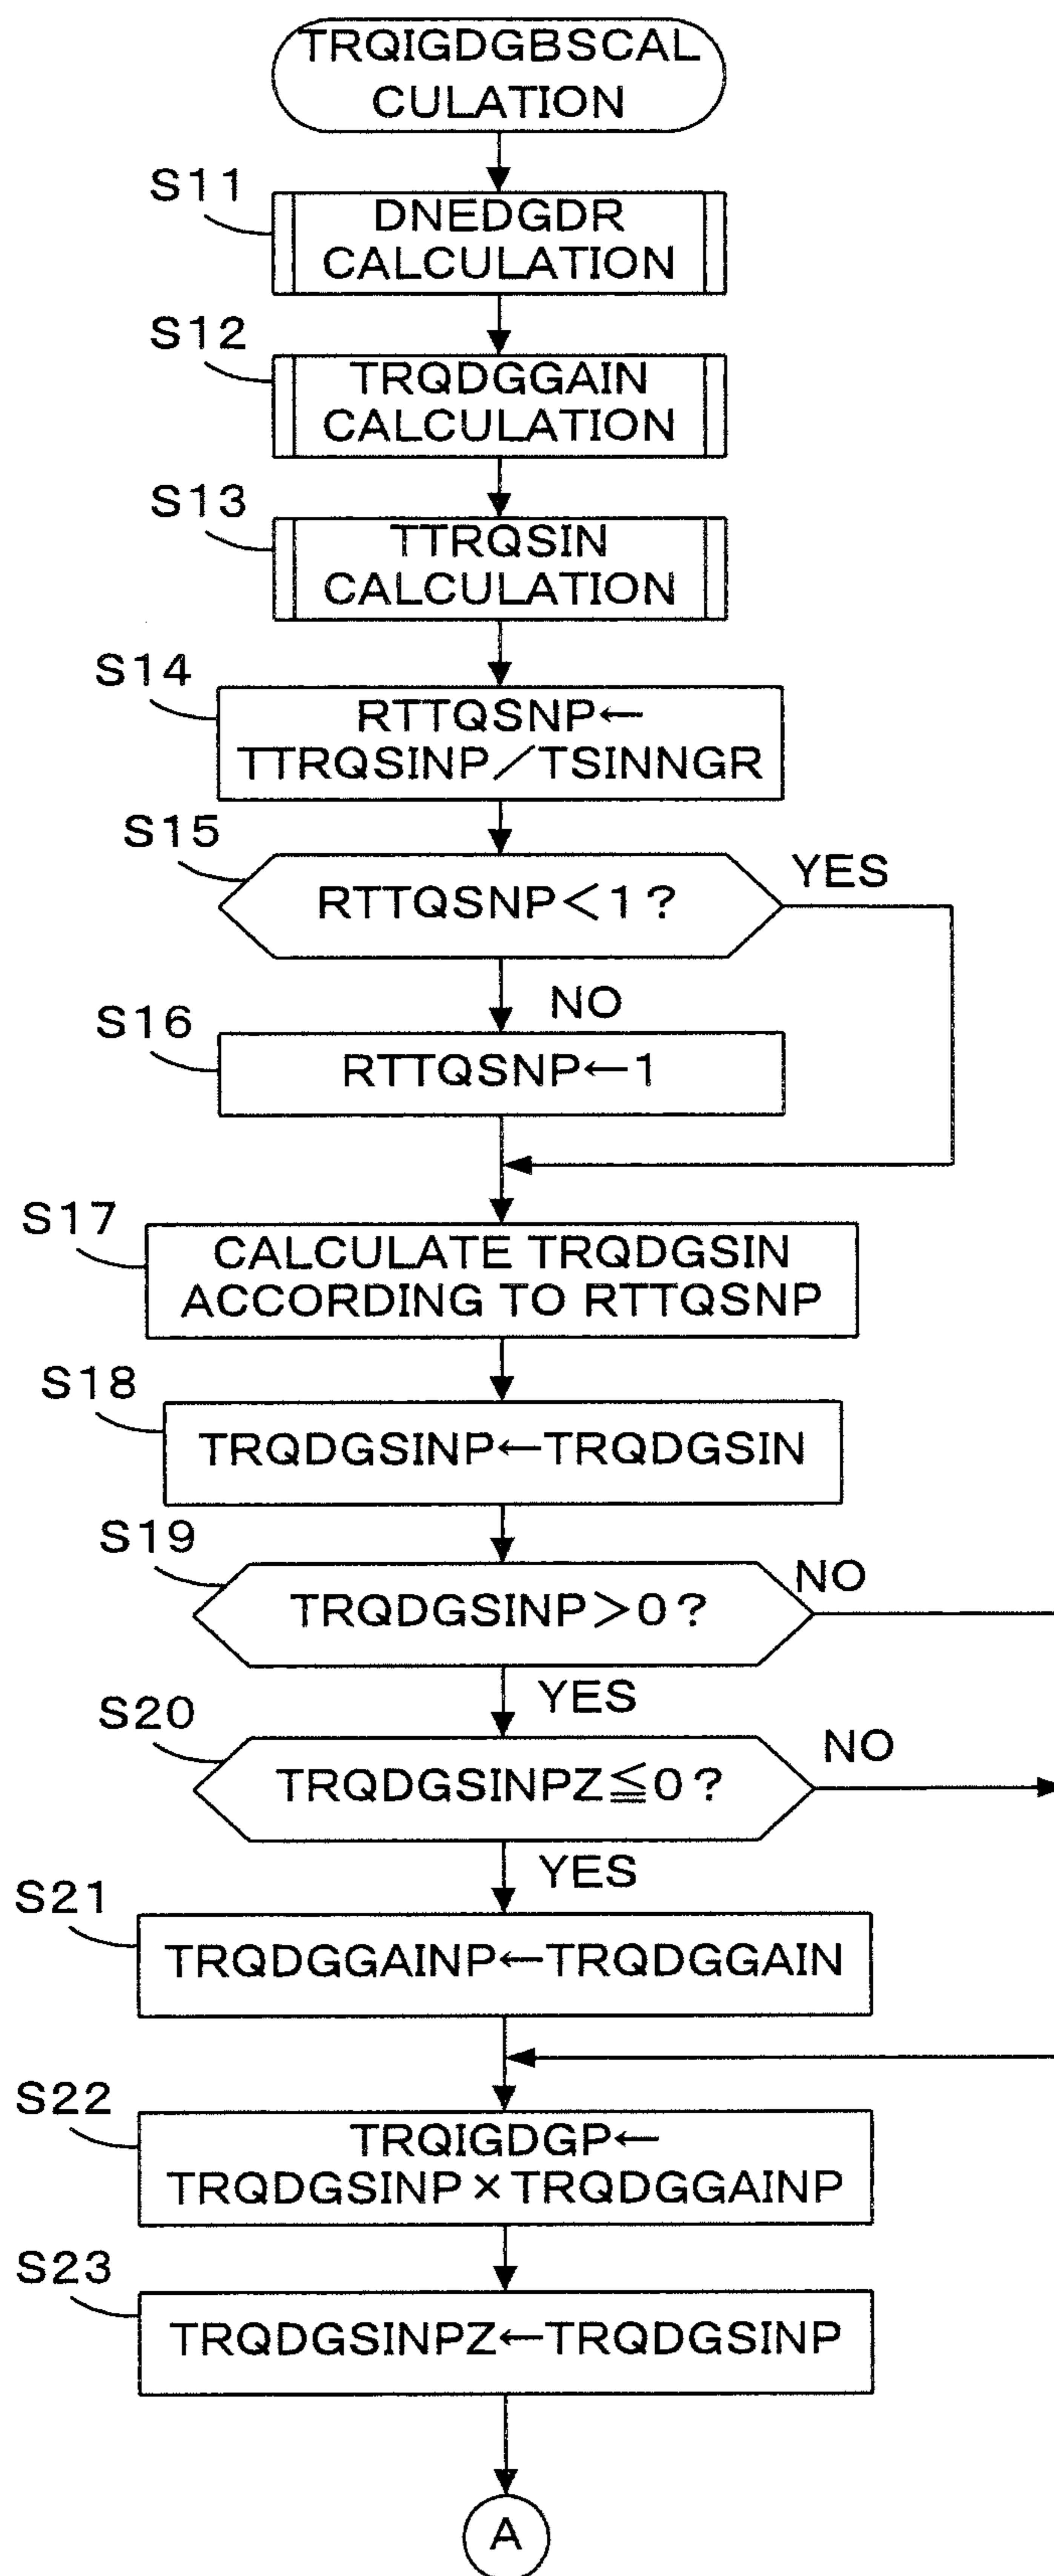 TRQIGDGBSCAL
CULATION
S11
DNEDGDR
CALCULATION
S12
TRQDGGAIN
CALCULATION
S13
TTRQSIN
CALCULATION
S14
RTTQSNP←
TTRQSINP/TSINNGR
S15
RTTQSNP<1?
YES
NO
S16
RTTQSNP←1
S17
CALCULATE TRQDGSIN
ACCORDING TO RTTQSNP
S18
TRQDGSINP←TRQDGSIN
S19
TRQDGSINP>0?
NO
YES
S20
TRQDGSINPZ≦0?
NO
YES
S21
TRQDGGAINP←TRQDGGAIN
S22
TRQIGDGP←
TRQDGSINP×TRQDGGAINP
S23
TRQDGSINPZ←TRQDGSINP
A